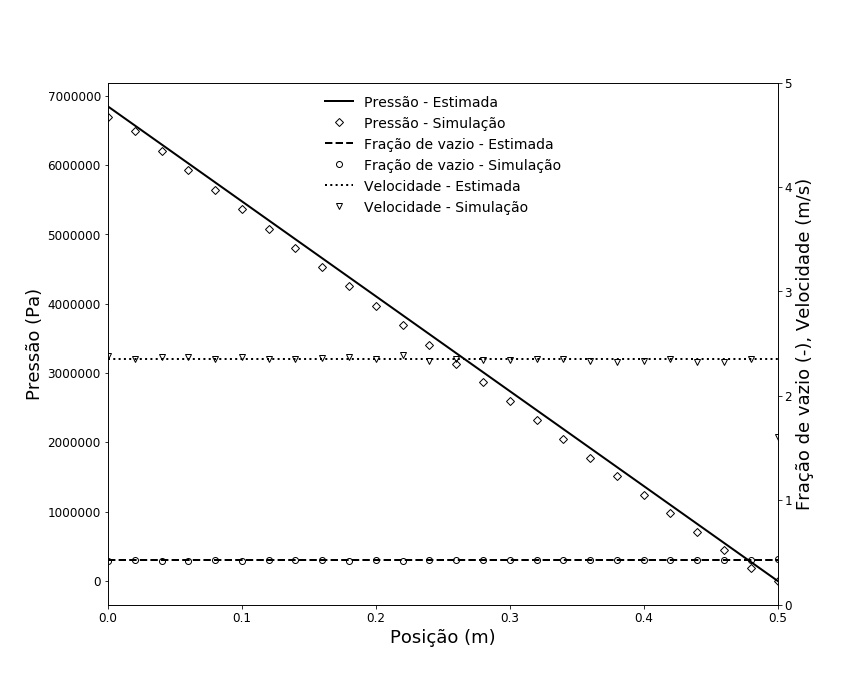 Pressão - Estimada
Pressão - Simulação
Fração de vazio - Estimada
Fração de vazio - Simulação
Velocidade - Estimada
Velocidade - Simulação
Pressão (Pa)
7000000
6000000
5000000
4000000
3000000
2000000
1000000
0
5
4
3
2
1
0
Fração de vazio (-), Velocidade (m/s)
0.0 0.1 0.2 0.3 0.4 0.5
Posição (m)